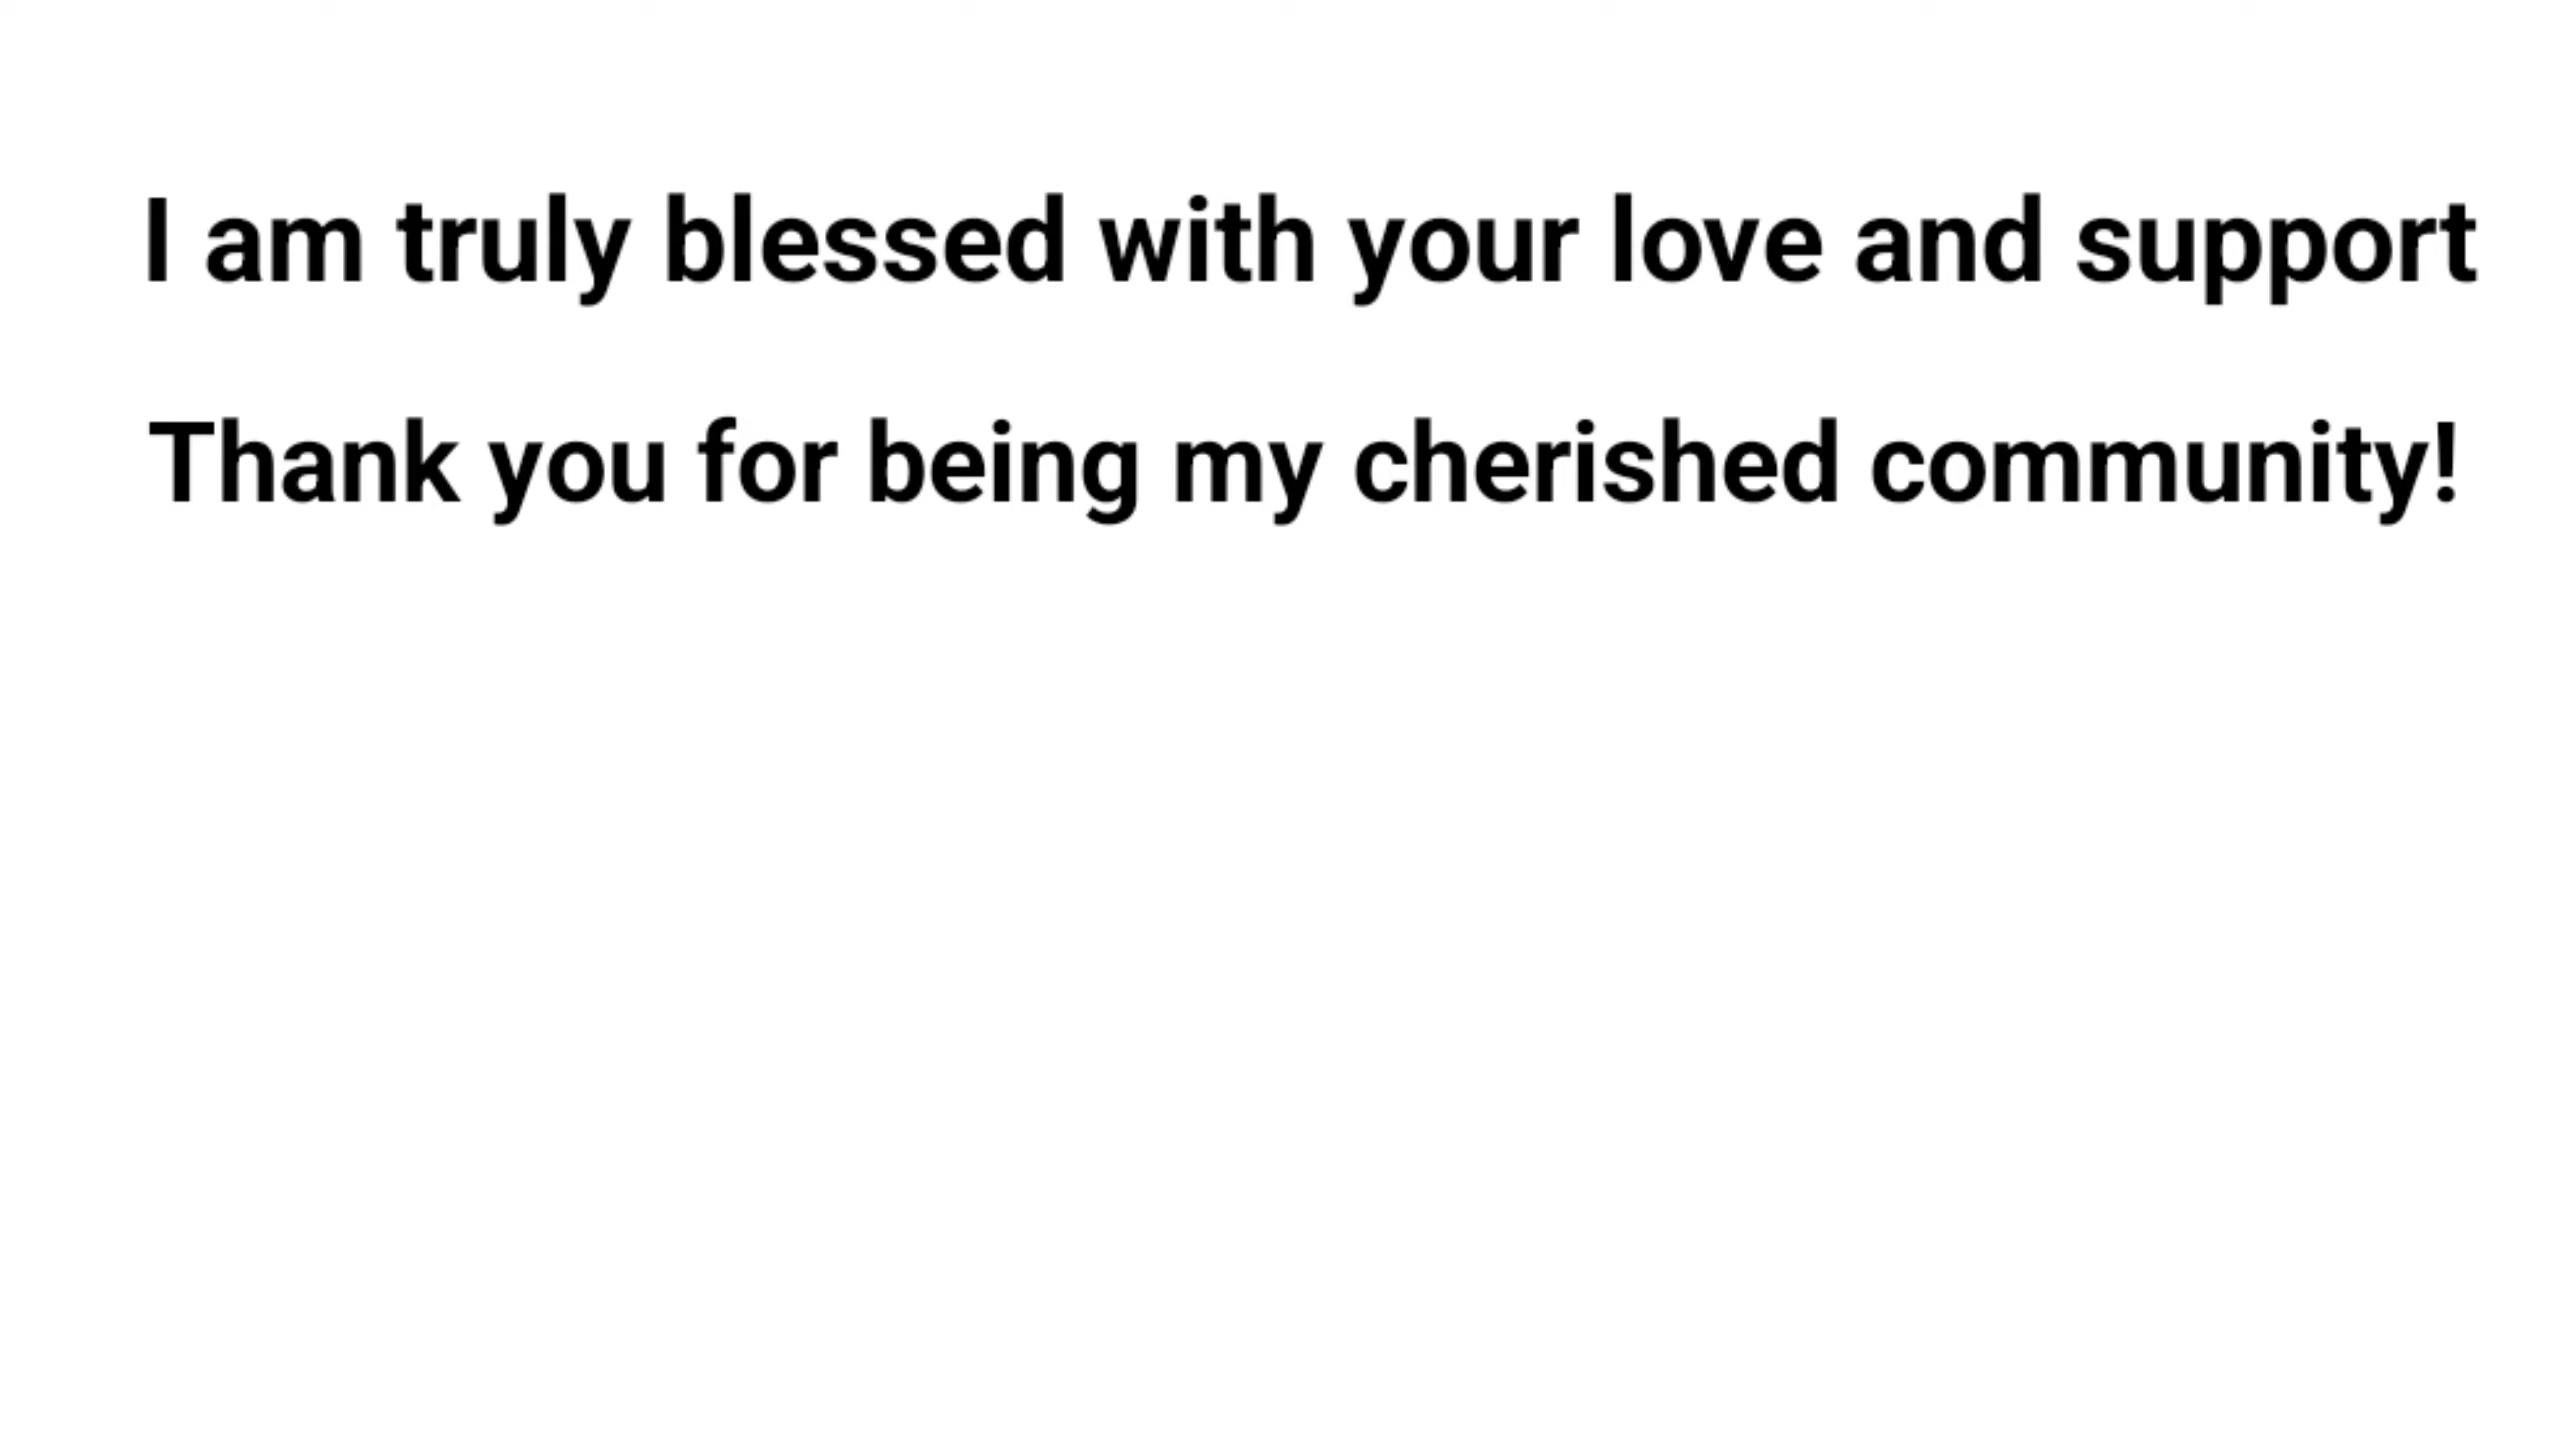 I am truly blessed with your love and support
Thank you for being my cherished community!